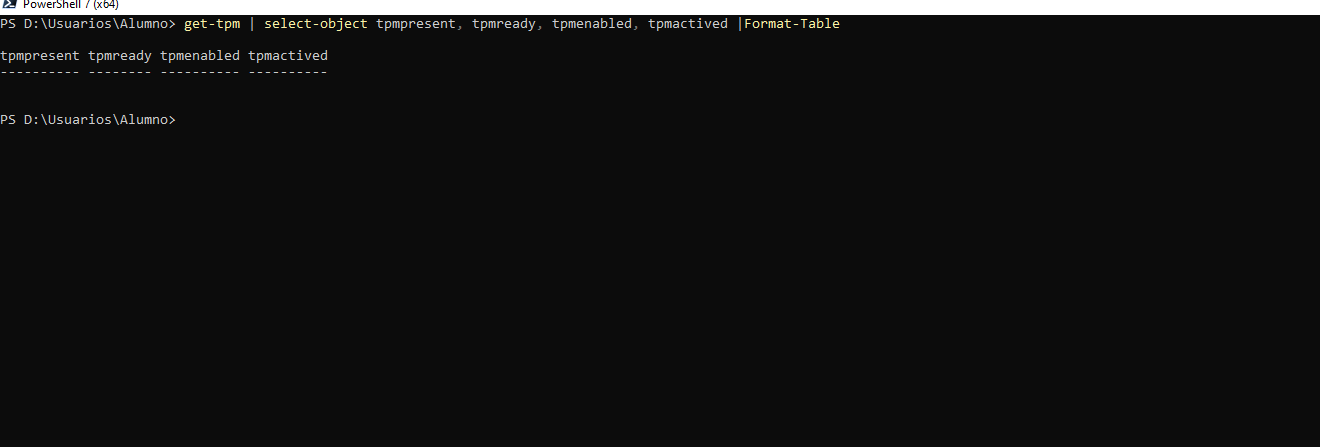 PowerShell 7 (x64)
PS D:\Usuarios\Alumno> get-tpm | select-object tpmpresent, tpmready, tpmenabled, tpmactived |Format-Table
tpmpresent tpmready tpmenabled tpmactived
---------- -------- ---------- ----------
PS D:\Usuarios\Alumno>